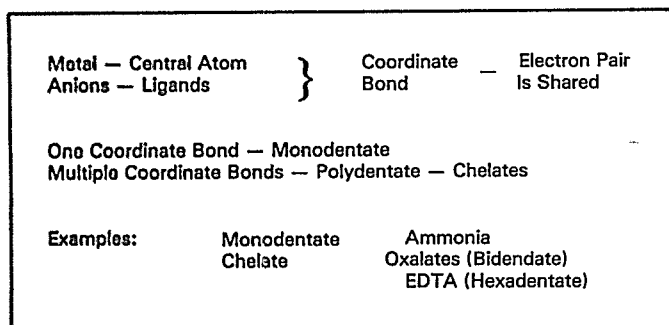 Metal — Central Atom } Coordinate — Electron Pair
Anions — Ligands Bond Is Shared
One Coordinate Bond — Monodentate
Multiple Coordinate Bonds — Polydentate — Chelates
Examples: Monodentate Ammonia
Chelate Oxalates (Bidendate)
EDTA (Hexadentate)